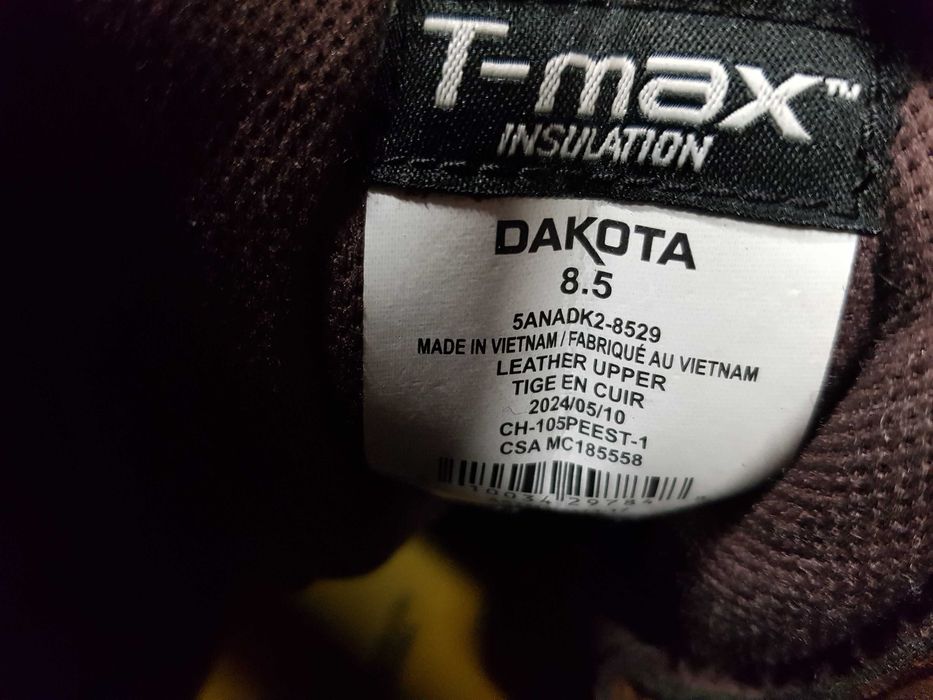 T-max™
INSULATION
DAKOTA
8.5
5ANADK2-8529
MADE IN VIETNAM / FABRIQUÉ AU VIETNAM
LEATHER UPPER
TIGE EN CUIR
2024/05/10
CH-105PEEST-1
CSA MC185558